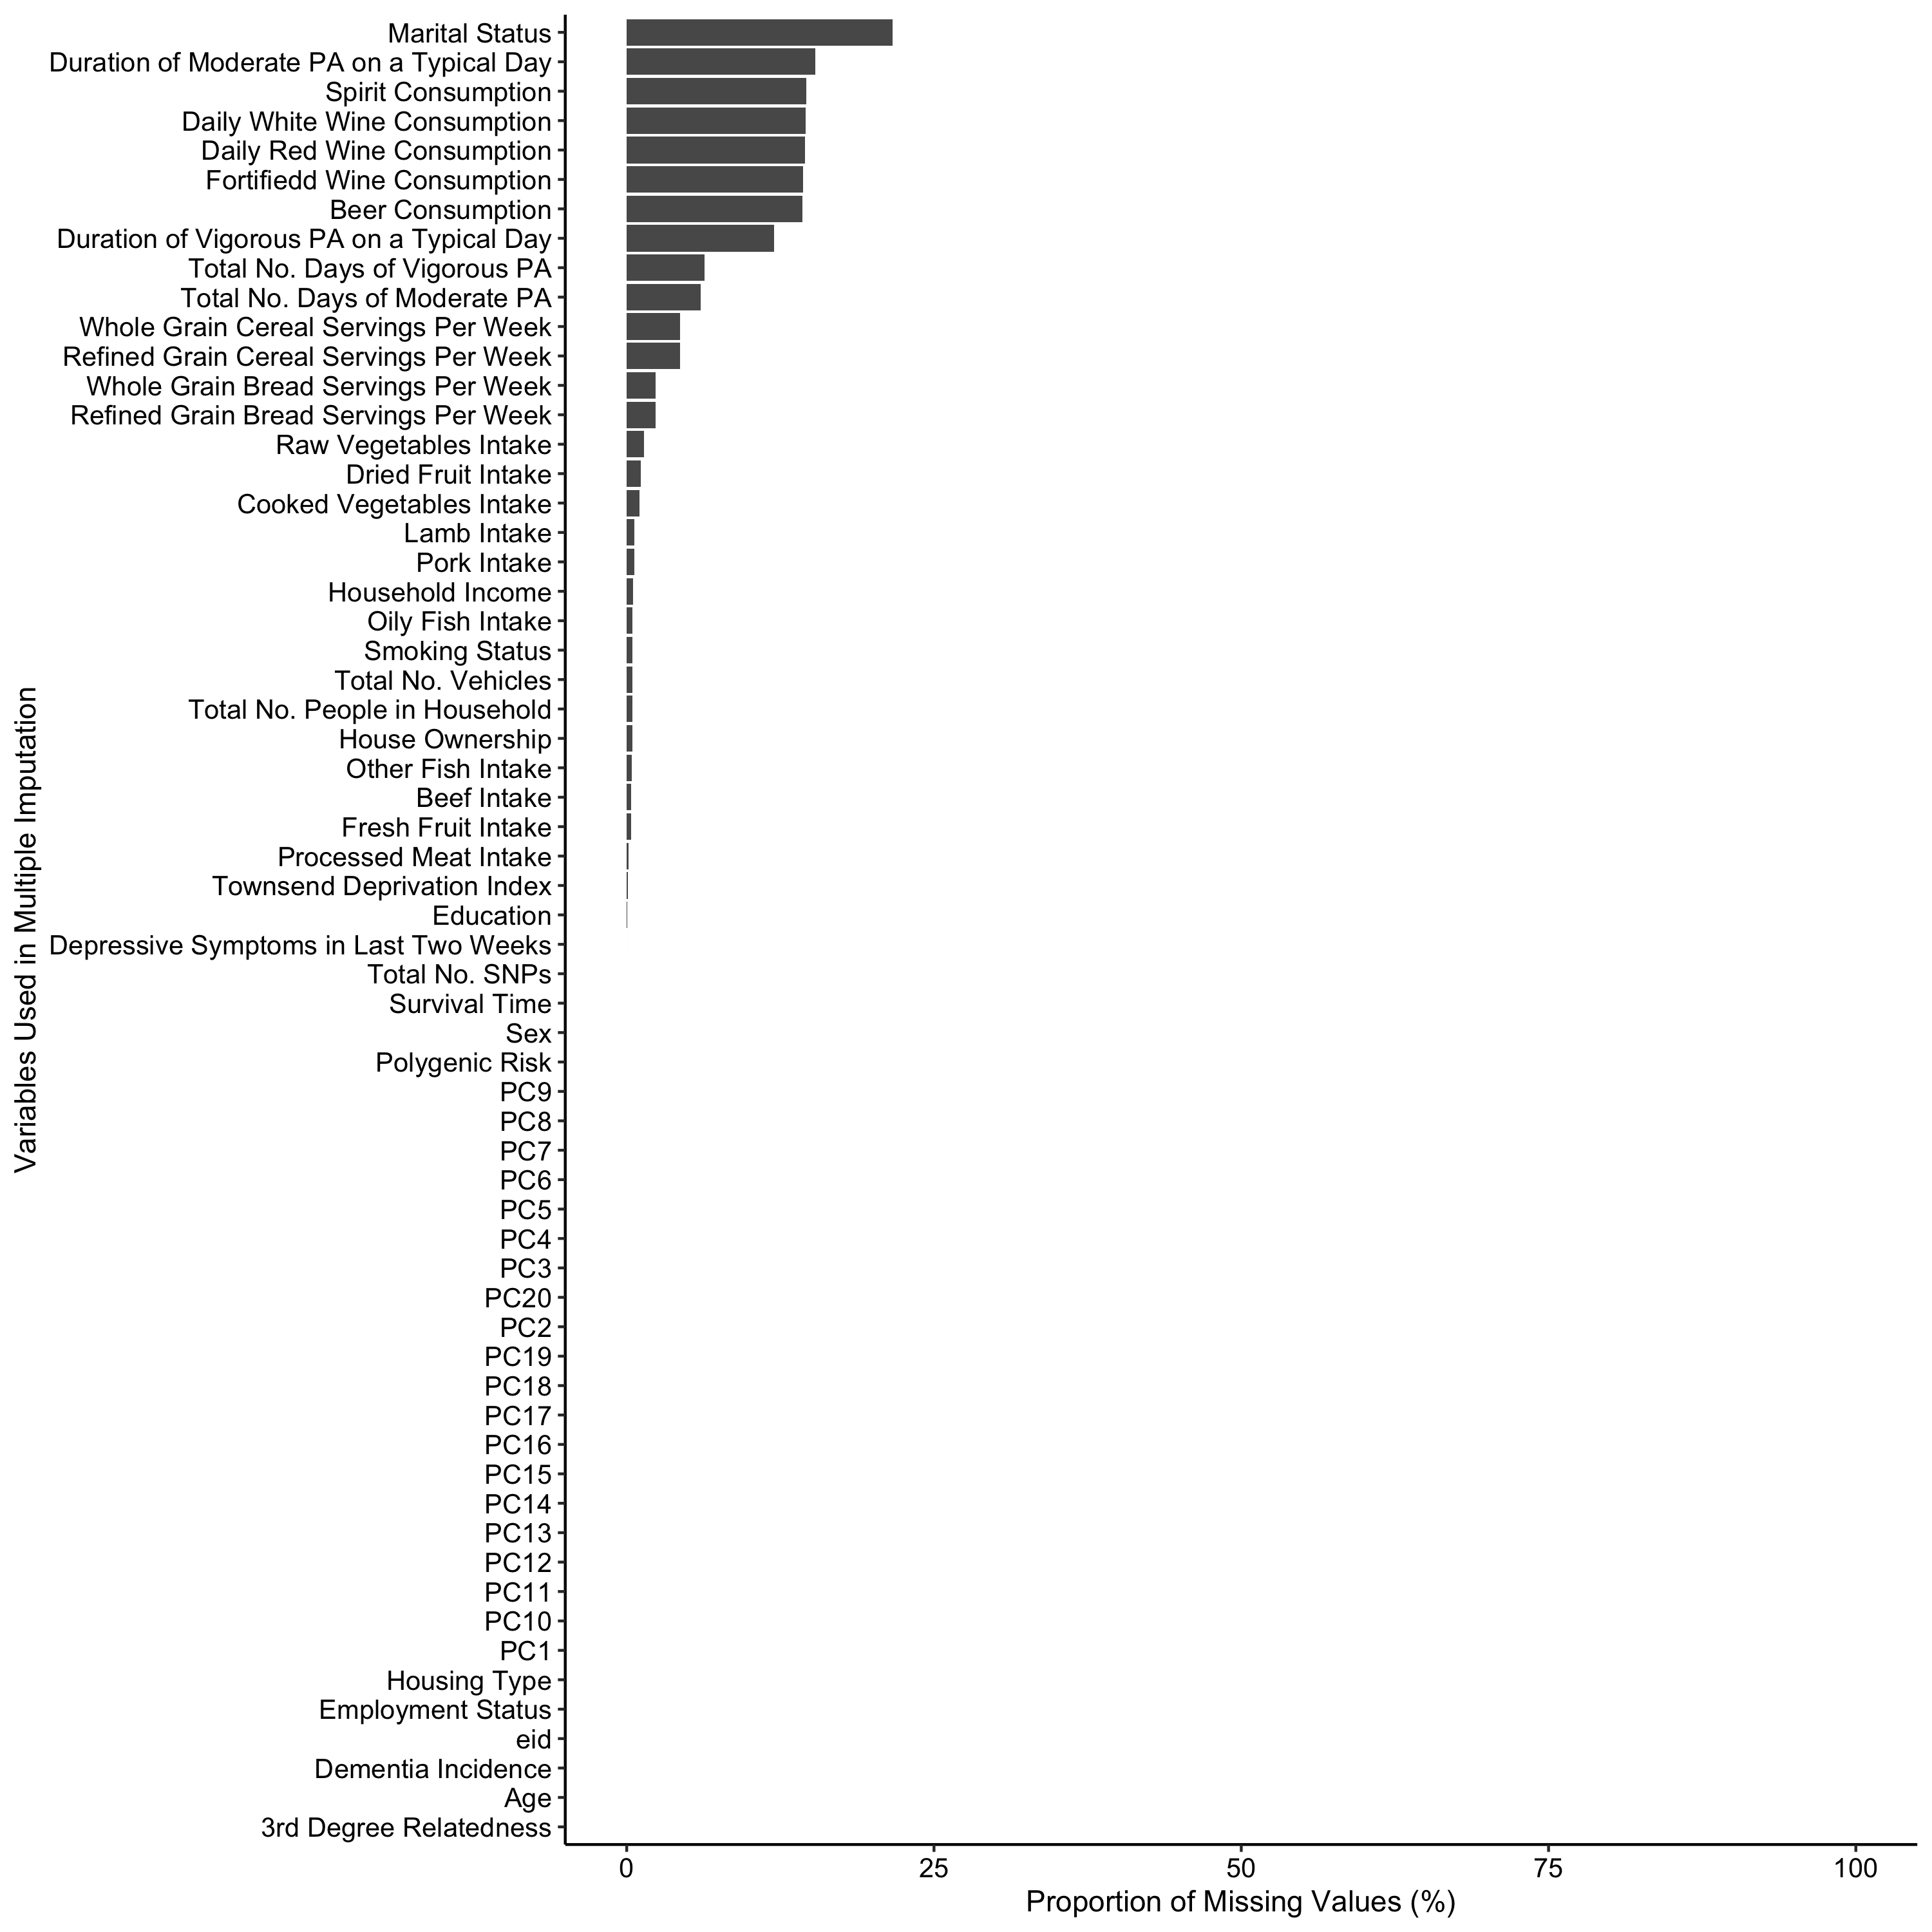 Marital Status
Duration of Moderate PA on a Typical Day
Spirit Consumption
Daily White Wine Consumption
Daily Red Wine Consumption
Fortifiedd Wine Consumption
Beer Consumption
Duration of Vigorous PA on a Typical Day
Total No. Days of Vigorous PA
Total No. Days of Moderate PA
Whole Grain Cereal Servings Per Week
Refined Grain Cereal Servings Per Week
Whole Grain Bread Servings Per Week
Refined Grain Bread Servings Per Week
Raw Vegetables Intake
Dried Fruit Intake
Cooked Vegetables Intake
Lamb Intake
Pork Intake
Household Income
Oily Fish Intake
Smoking Status
Total No. Vehicles
Total No. People in Household
House Ownership
Other Fish Intake
Beef Intake
Fresh Fruit Intake
Processed Meat Intake
Townsend Deprivation Index
Education
Depressive Symptoms in Last Two Weeks
Total No. SNPs
Survival Time
Sex
Polygenic Risk
PC9
PC8
PC7
PC6
PC5
PC4
PC3
PC20
PC2
PC19
PC18
PC17
PC16
PC15
PC14
PC13
PC12
PC11
PC10
PC1
Housing Type
Employment Status
eid
Dementia Incidence
Age
3rd Degree Relatedness
Variables Used in Multiple Imputation
0 25 50 75 100
Proportion of Missing Values (%)